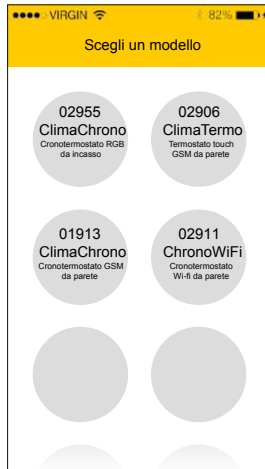 VIRGIN 82%
Scegli un modello
02955
ClimaChrono
Cronotermostato RGB
da incasso
02906
ClimaTermo
Termostato touch
GSM da parete
01913
ClimaChrono
Cronotermostato GSM
da parete
02911
ChronoWiFi
Cronotermostato
Wi-fi da parete